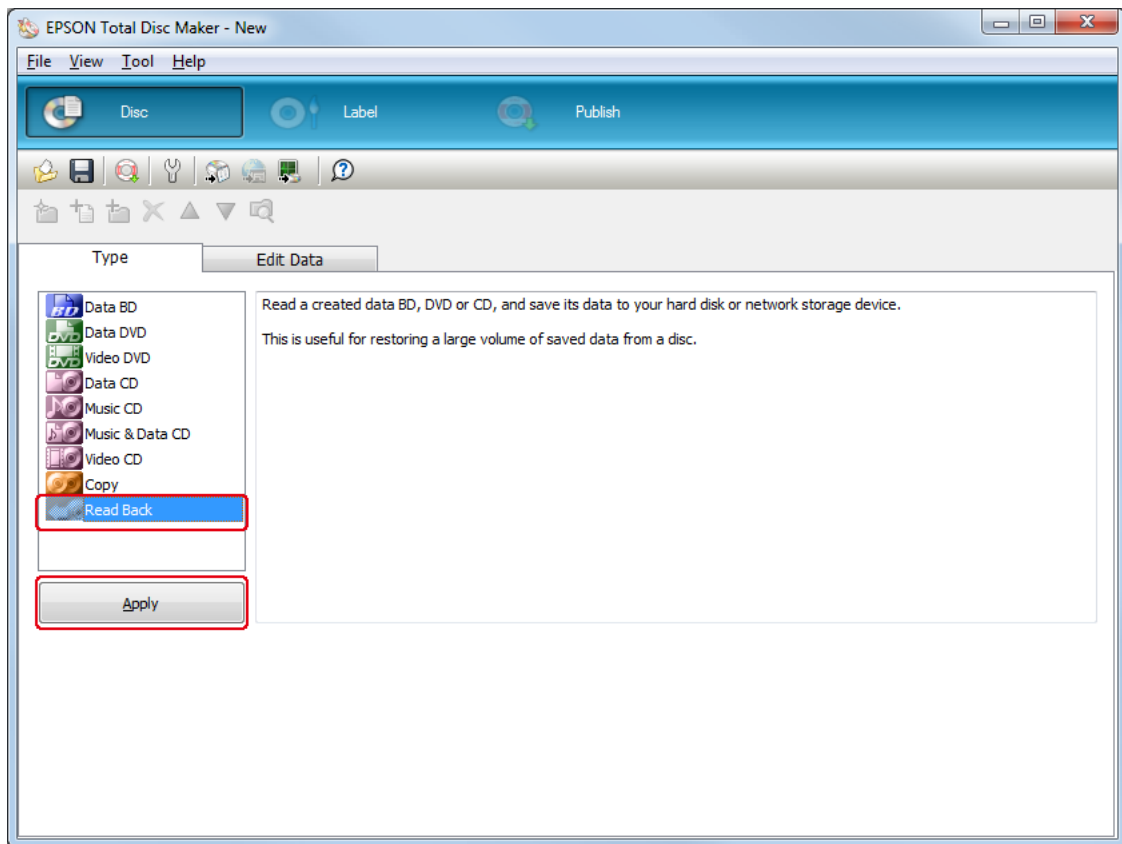 EPSON Total Disc Maker - New
File View Tool Help
Disc Label Publish
Type Edit Data
BD Data BD
DVD Data DVD
DVD Video DVD
Data CD
Music CD
Music & Data CD
Video CD
Copy
Read Back
Apply
Read a created data BD, DVD or CD, and save its data to your hard disk or network storage device.
This is useful for restoring a large volume of saved data from a disc.